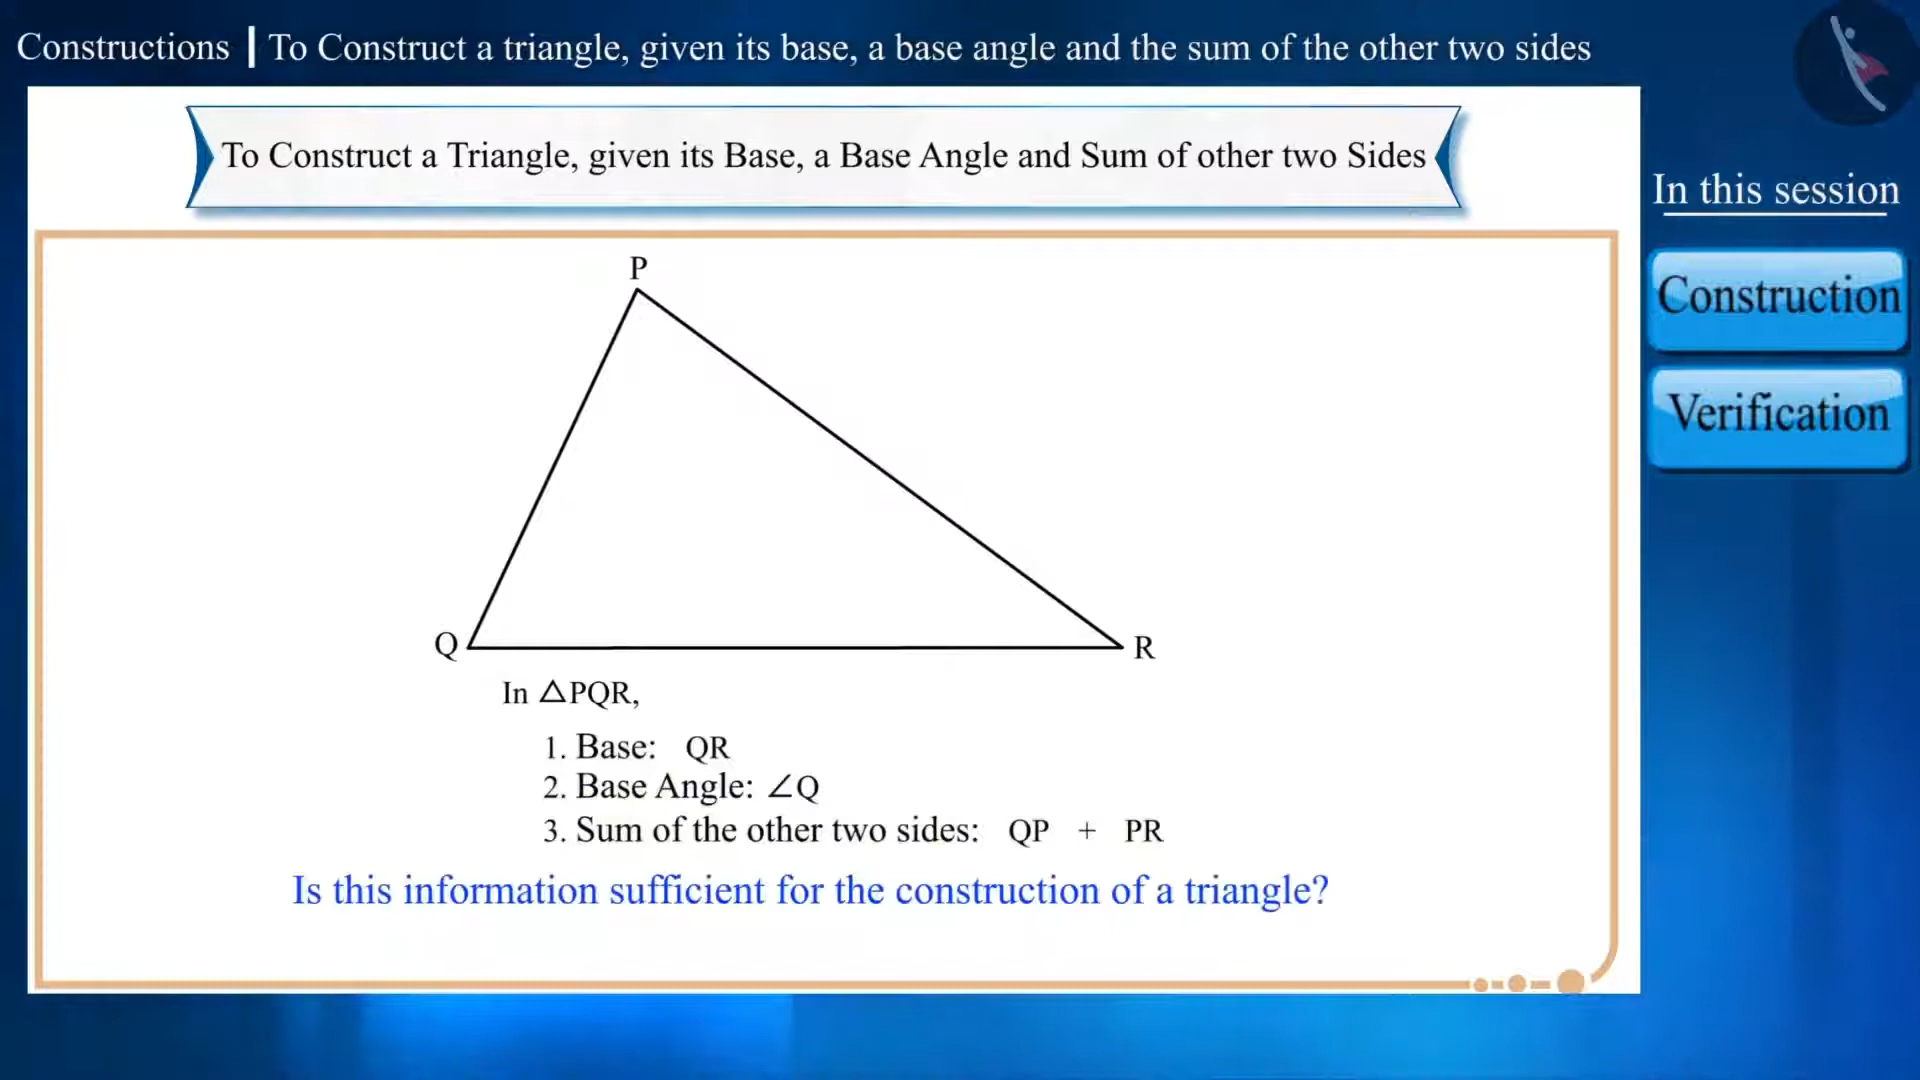 Constructions | To Construct a triangle, given its base, a base angle and the sum of the other two sides
To Construct a Triangle, given its Base, a Base Angle and Sum of other two Sides
In this session
Construction
Verification
P
Q
R
In △PQR,
1. Base: QR
2. Base Angle: ∠Q
3. Sum of the other two sides: QP + PR
Is this information sufficient for the construction of a triangle?